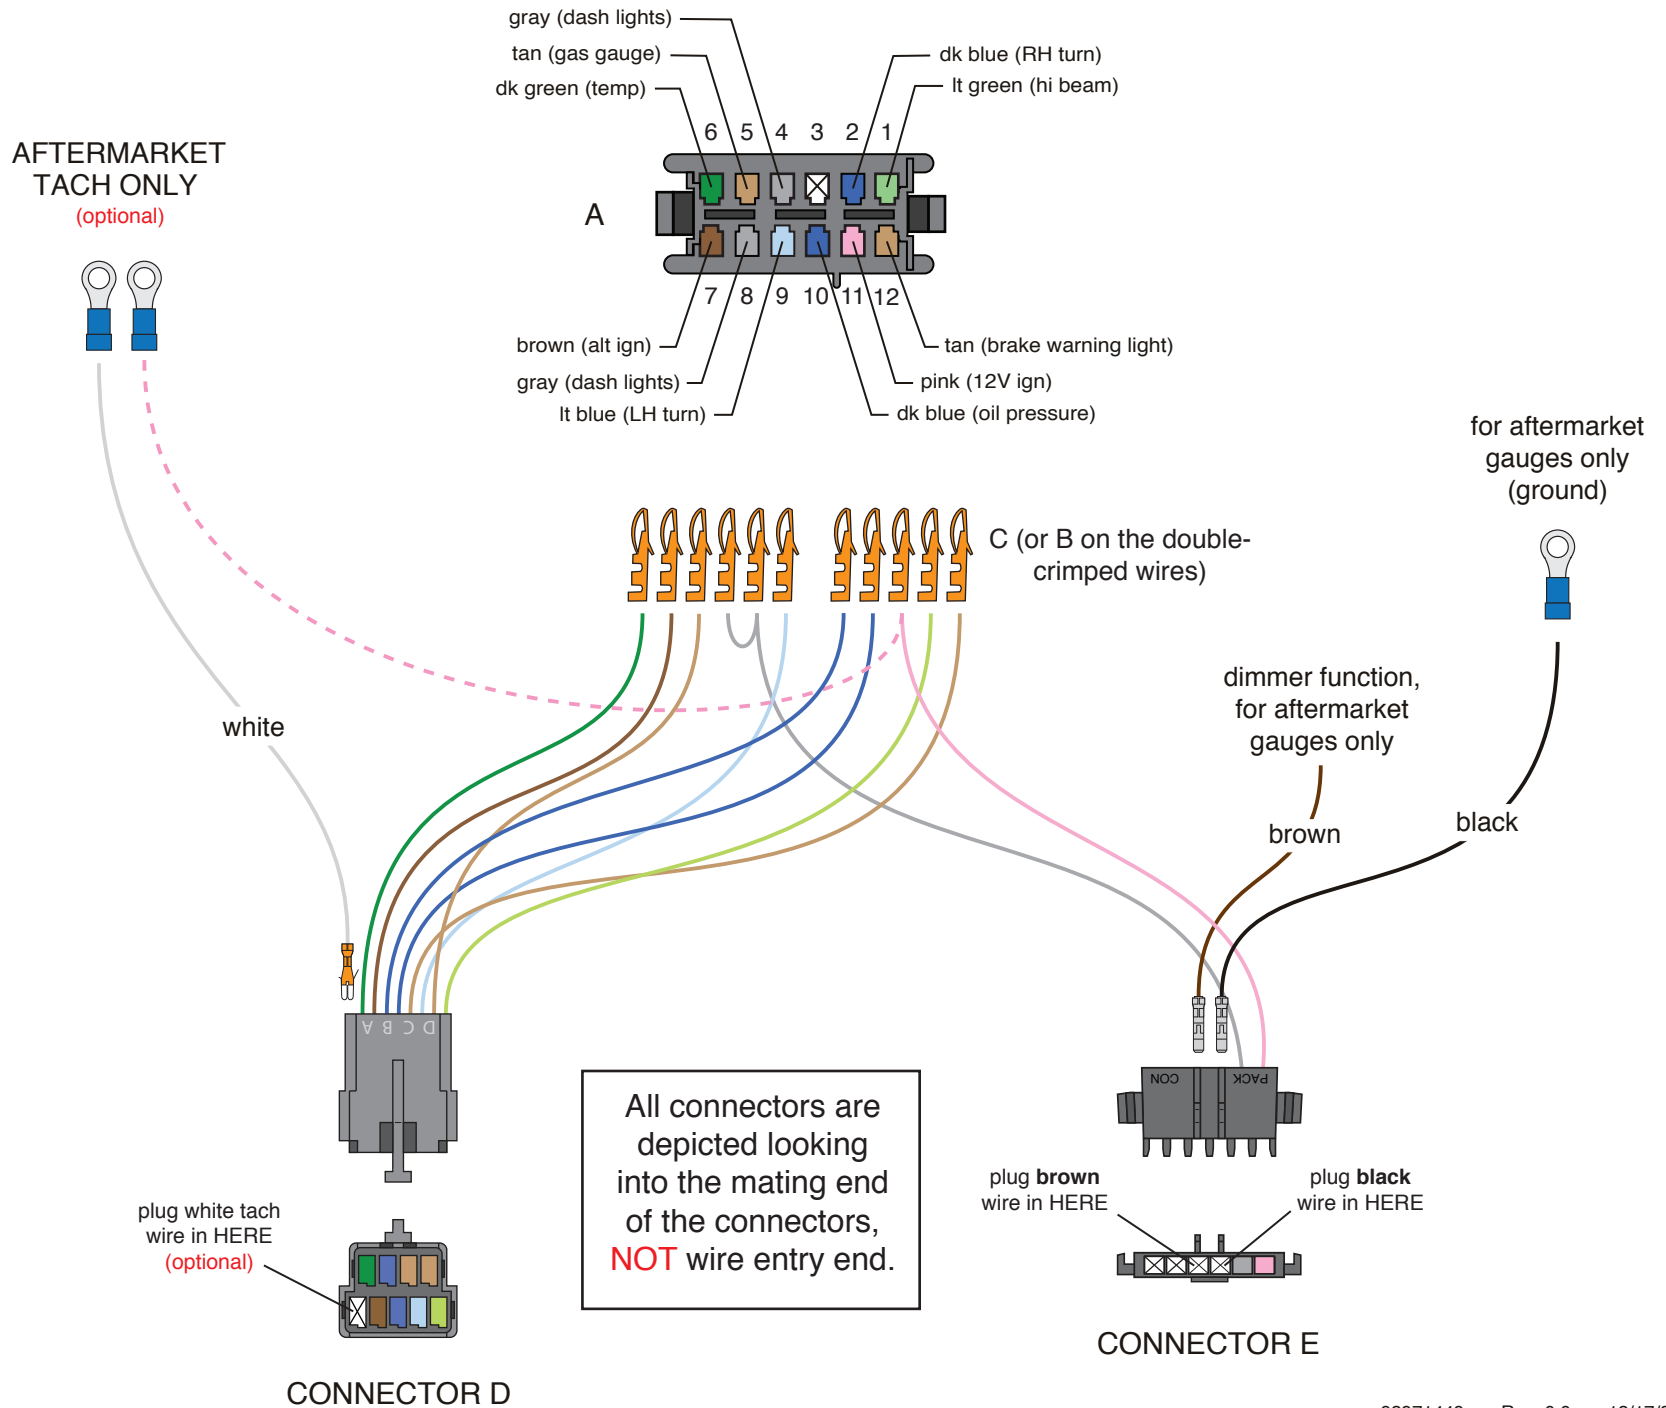 gray (dash lights)
tan (gas gauge)
dk green (temp)
dk blue (RH turn)
lt green (hi beam)
6 5 4 3 2 1
A
7 8 9 10 11 12
brown (alt ign)
gray (dash lights)
lt blue (LH turn)
tan (brake warning light)
pink (12V ign)
dk blue (oil pressure)
AFTERMARKET
TACH ONLY
(optional)
for aftermarket
gauges only
(ground)
C (or B on the double-
crimped wires)
dimmer function,
for aftermarket
gauges only
white
brown
black
A B C D
CON
PACK
All connectors are
depicted looking
into the mating end
of the connectors,
NOT wire entry end.
plug brown
wire in HERE
plug black
wire in HERE
plug white tach
wire in HERE
(optional)
CONNECTOR E
CONNECTOR D